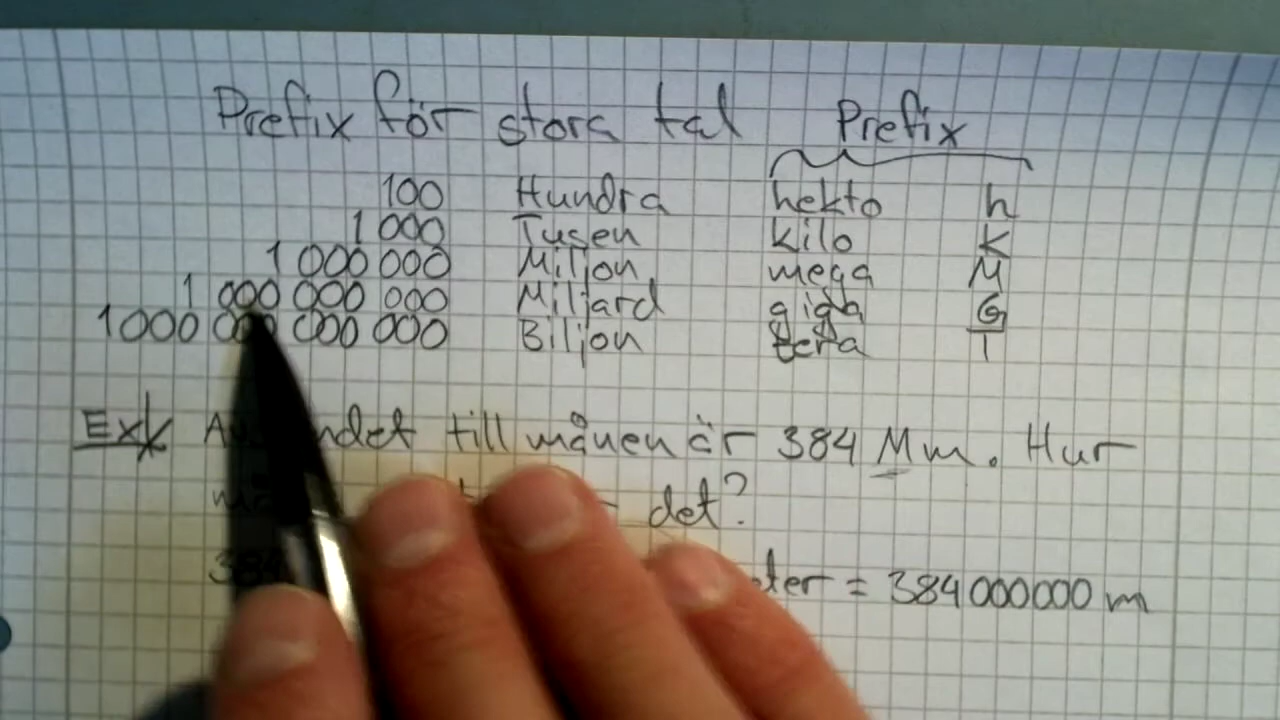 Prefix för stora tal Prefix
100 Hundra hekto h
1 000 Tusen kilo K
1 000 000 Miljon mega M
1 000 000 000 Miljard giga G
1000 000 000 000 Biljon tera T
Ex till månen är 384 Mm. Hur
det?
384 = 384 000 000 m